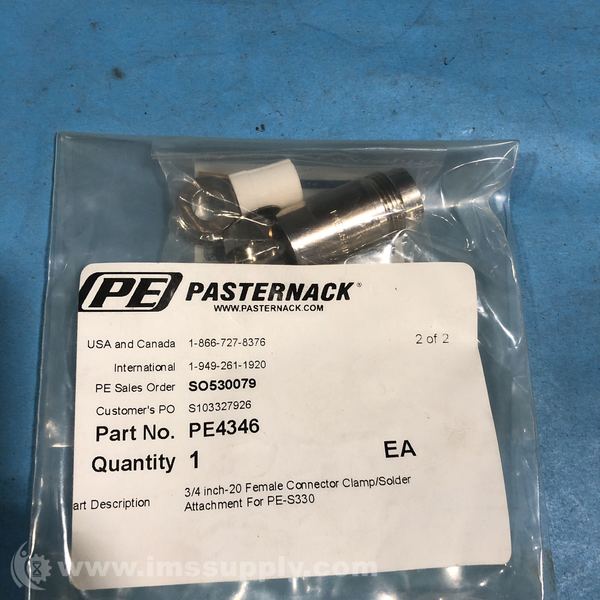 PE PASTERNACK®
WWW.PASTERNACK.COM
USA and Canada 1-866-727-8376 2 of 2
International 1-949-261-1920
PE Sales Order SO530079
Customer's PO S103327926
Part No. PE4346
Quantity 1 EA
art Description 3/4 inch-20 Female Connector Clamp/Solder
Attachment For PE-S330
www.imssupply.com